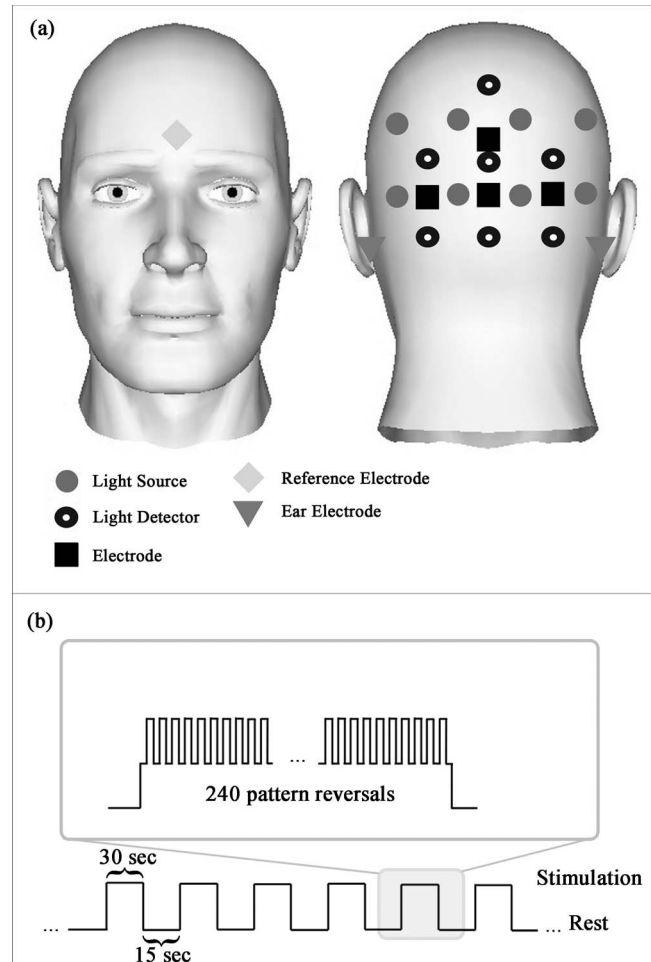 (a)
Light Source
Reference Electrode
Light Detector
Ear Electrode
Electrode
(b)
...
240 pattern reversals
30 sec
Stimulation
...
... Rest
15 sec